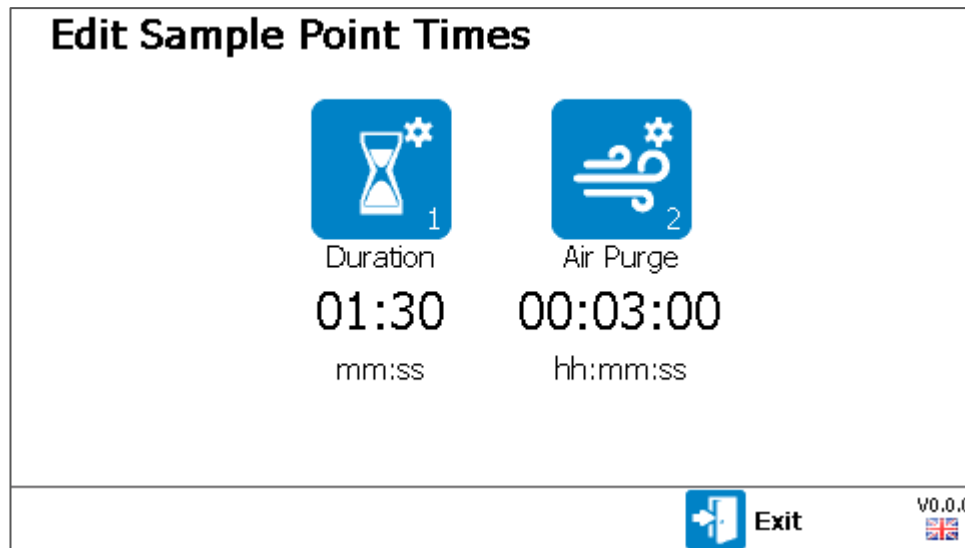 Edit Sample Point Times
1 2
Duration Air Purge
01:30 00:03:00
mm:ss hh:mm:ss
Exit